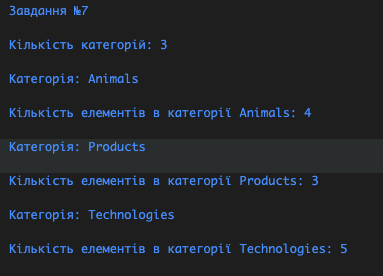 Завдання №7
Кількість категорій: 3
Категорія: Animals
Кількість елементів в категорії Animals: 4
Категорія: Products
Кількість елементів в категорії Products: 3
Категорія: Technologies
Кількість елементів в категорії Technologies: 5